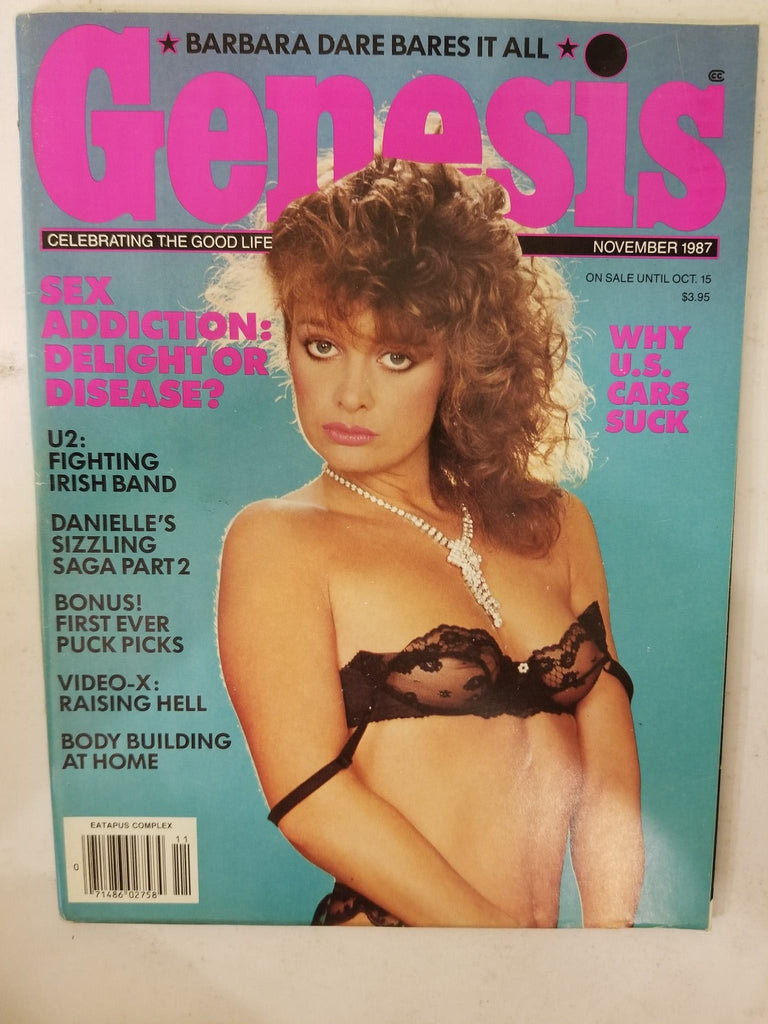 ★ BARBARA DARE BARES IT ALL ★
Genesis
CELEBRATING THE GOOD LIFE
NOVEMBER 1987
ON SALE UNTIL OCT. 15
$3.95
SEX
ADDICTION:
DELIGHT OR
DISEASE?
WHY
U.S.
CARS
SUCK
U2:
FIGHTING
IRISH BAND
DANIELLE'S
SIZZLING
SAGA PART 2
BONUS!
FIRST EVER
PUCK PICKS
VIDEO-X:
RAISING HELL
BODY BUILDING
AT HOME
EATAPUS COMPLEX
11
0
71486 02758